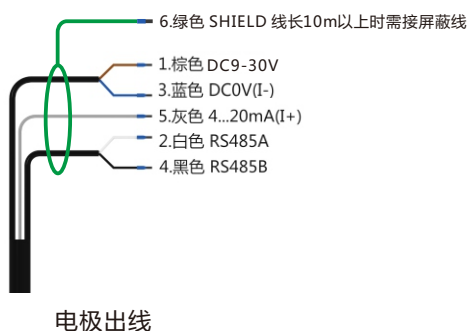 6.绿色 SHIELD 线长10m以上时需接屏蔽线
1.棕色 DC9-30V
3.蓝色 DC0V(I-)
5.灰色 4...20mA(I+)
2.白色 RS485A
4.黑色 RS485B
电极出线